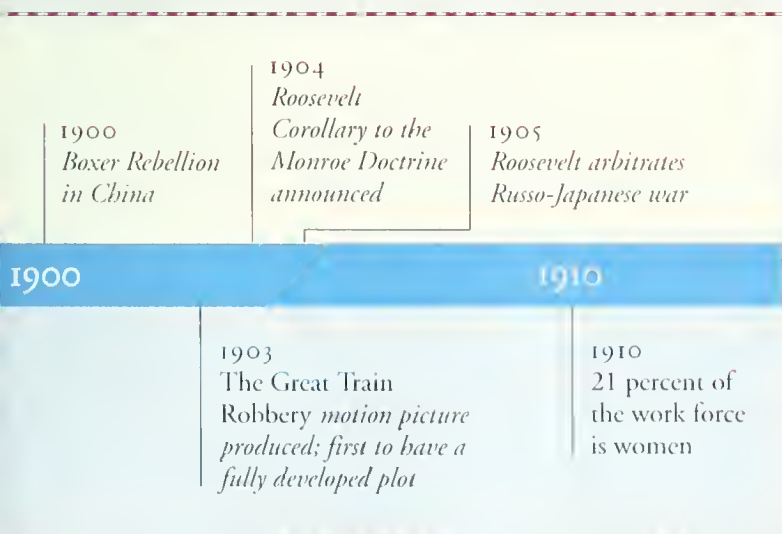 1904
Roosevelt
Corollary to the
Monroe Doctrine
announced
1900
Boxer Rebellion
in China
1905
Roosevelt arbitrates
Russo-Japanese war
1900
1910
1903
The Great Train
Robbery motion picture
produced; first to have a
fully developed plot
1910
21 percent of
the work force
is women